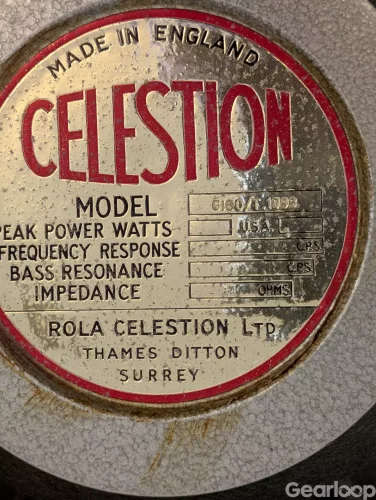 MADE IN ENGLAND
CELESTION
MODEL
PEAK POWER WATTS U.S.A.
FREQUENCY RESPONSE CPS
BASS RESONANCE CPS
IMPEDANCE OHMS
ROLA CELESTION LTD
THAMES DITTON
SURREY
Gearloop